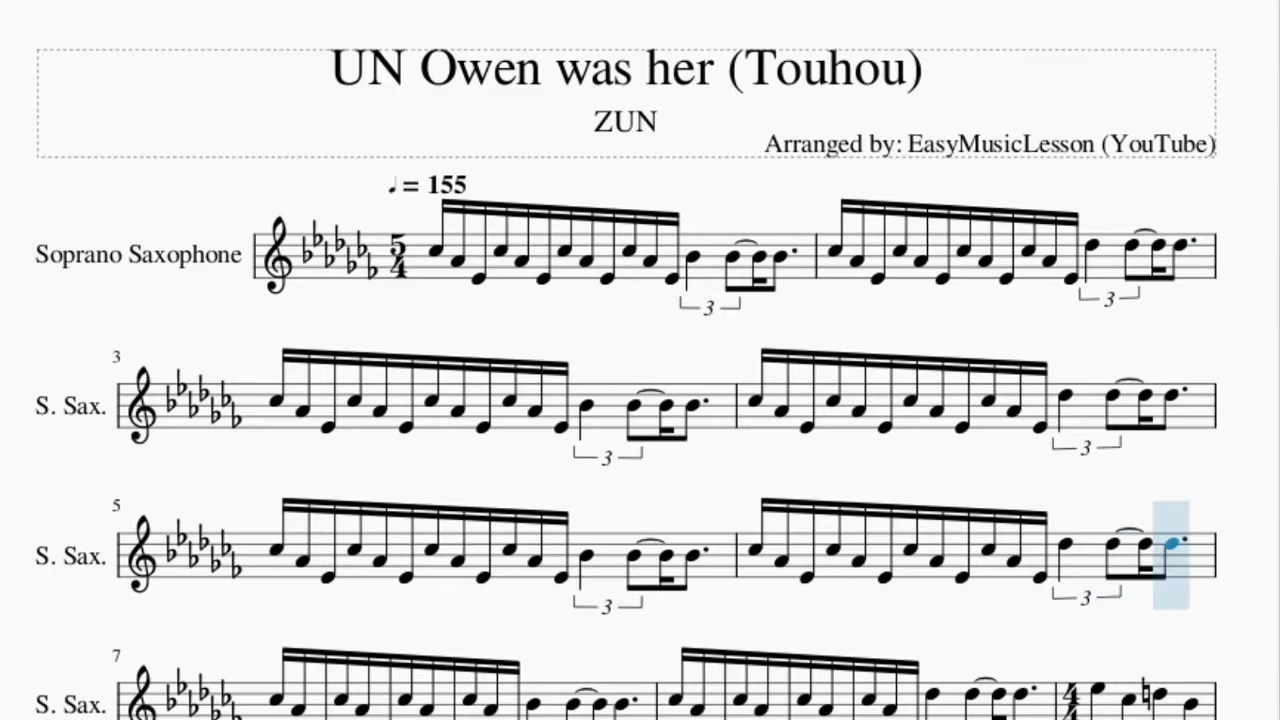 UN Owen was her (Touhou)
ZUN
Arranged by: EasyMusicLesson (YouTube)
♩ = 155
Soprano Saxophone
5
4
3
3
3
S. Sax.
3
3
5
S. Sax.
3
3
7
S. Sax.
4
4